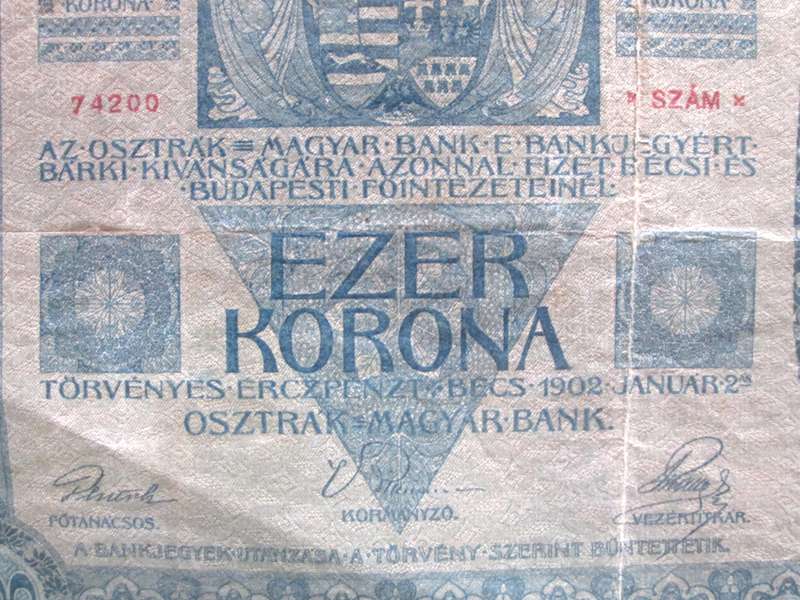 KORONA KORONA
74200 × SZÁM ×
AZ·OSZTRÁK=MAGYAR·BANK·E·BANKJEGYÉRT·
BÁRKI·KIVÁNSÁGÁRA·AZONNAL·FIZET·BÉCSI·ÉS
·BUDAPESTI·FŐINTÉZETEINÉL·
EZER
KORONA
TÖRVÉNYES·ÉRCZPÉNZT·BÉCS·1902·JANUÁR·2ÁN
OSZTRÁK=MAGYAR·BANK.
FŐTANÁCSOS. KORMÁNYZÓ. VEZÉRTITKÁR.
A·BANKJEGYEK·UTÁNZÁSA·A·TÖRVÉNY·SZERINT·BÜNTETTETIK.